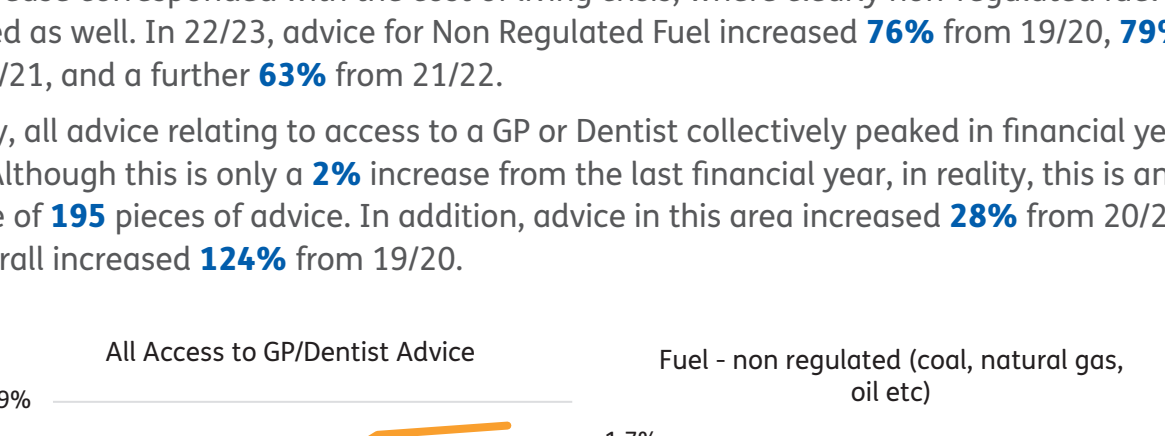 ed as well. In 22/23, advice for Non Regulated Fuel increased 76% from 19/20, 79%
/21, and a further 63% from 21/22.
y, all advice relating to access to a GP or Dentist collectively peaked in financial ye
Although this is only a 2% increase from the last financial year, in reality, this is an
e of 195 pieces of advice. In addition, advice in this area increased 28% from 20/2
rall increased 124% from 19/20.
All Access to GP/Dentist Advice
Fuel - non regulated (coal, natural gas,
oil etc)
9%